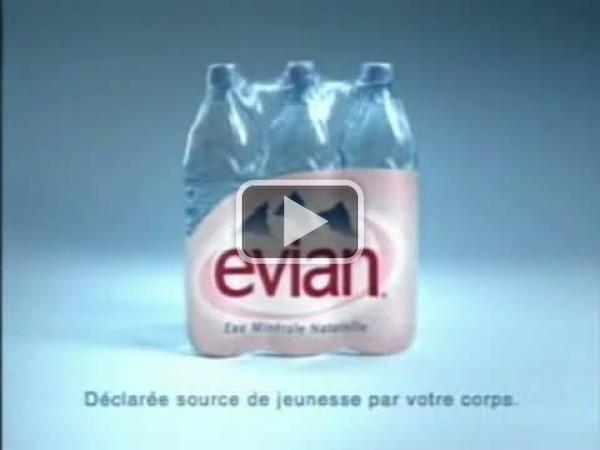 evian.
Eau Minérale Naturelle
Déclarée source de jeunesse par votre corps.